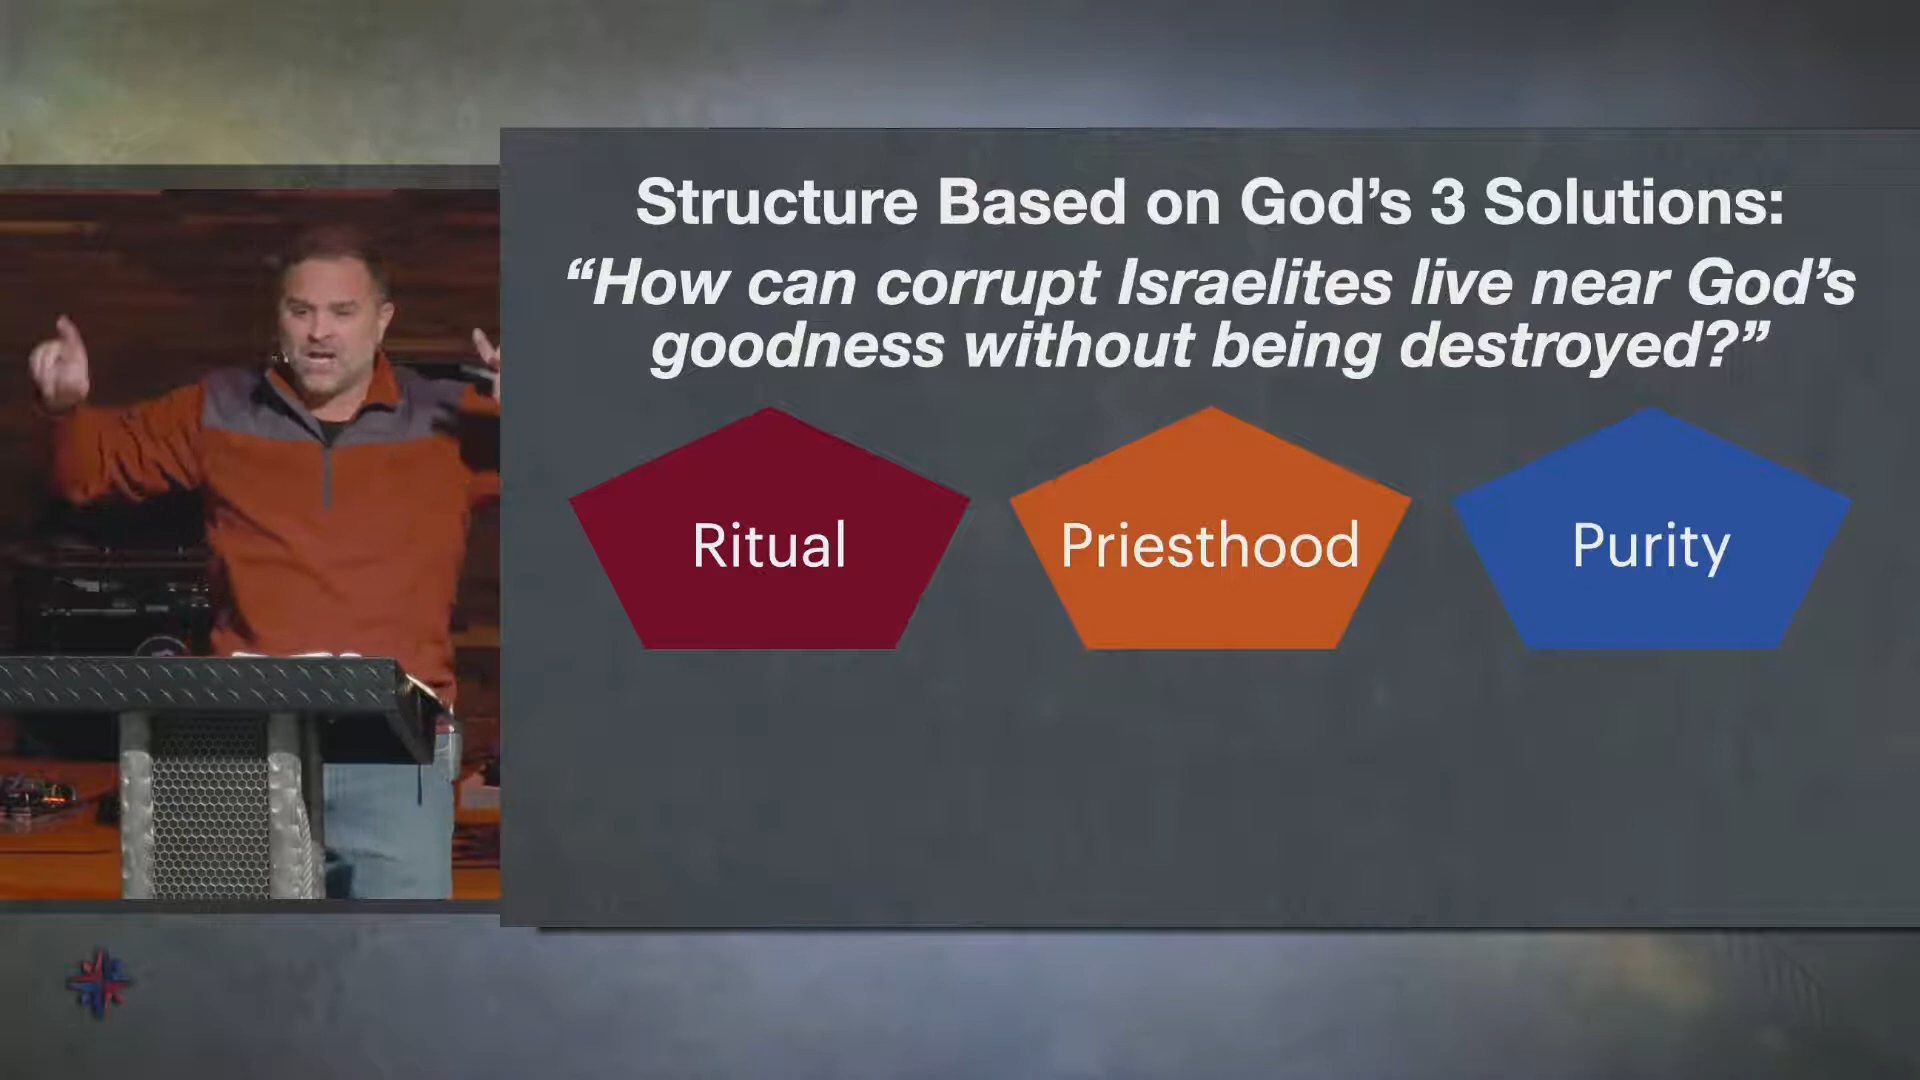 Structure Based on God’s 3 Solutions:
“How can corrupt Israelites live near God’s
goodness without being destroyed?”
Ritual
Priesthood
Purity